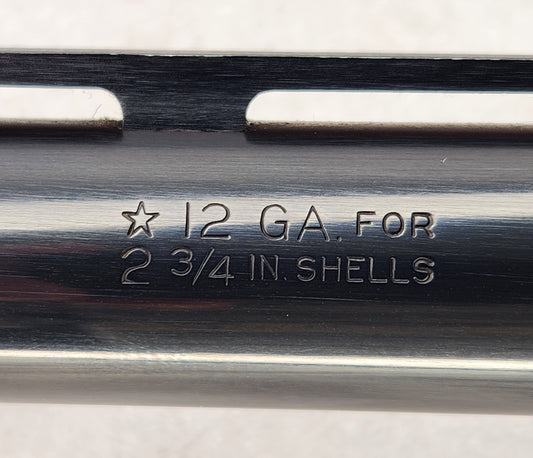 ☆ 12 GA. FOR
2 3/4 IN. SHELLS